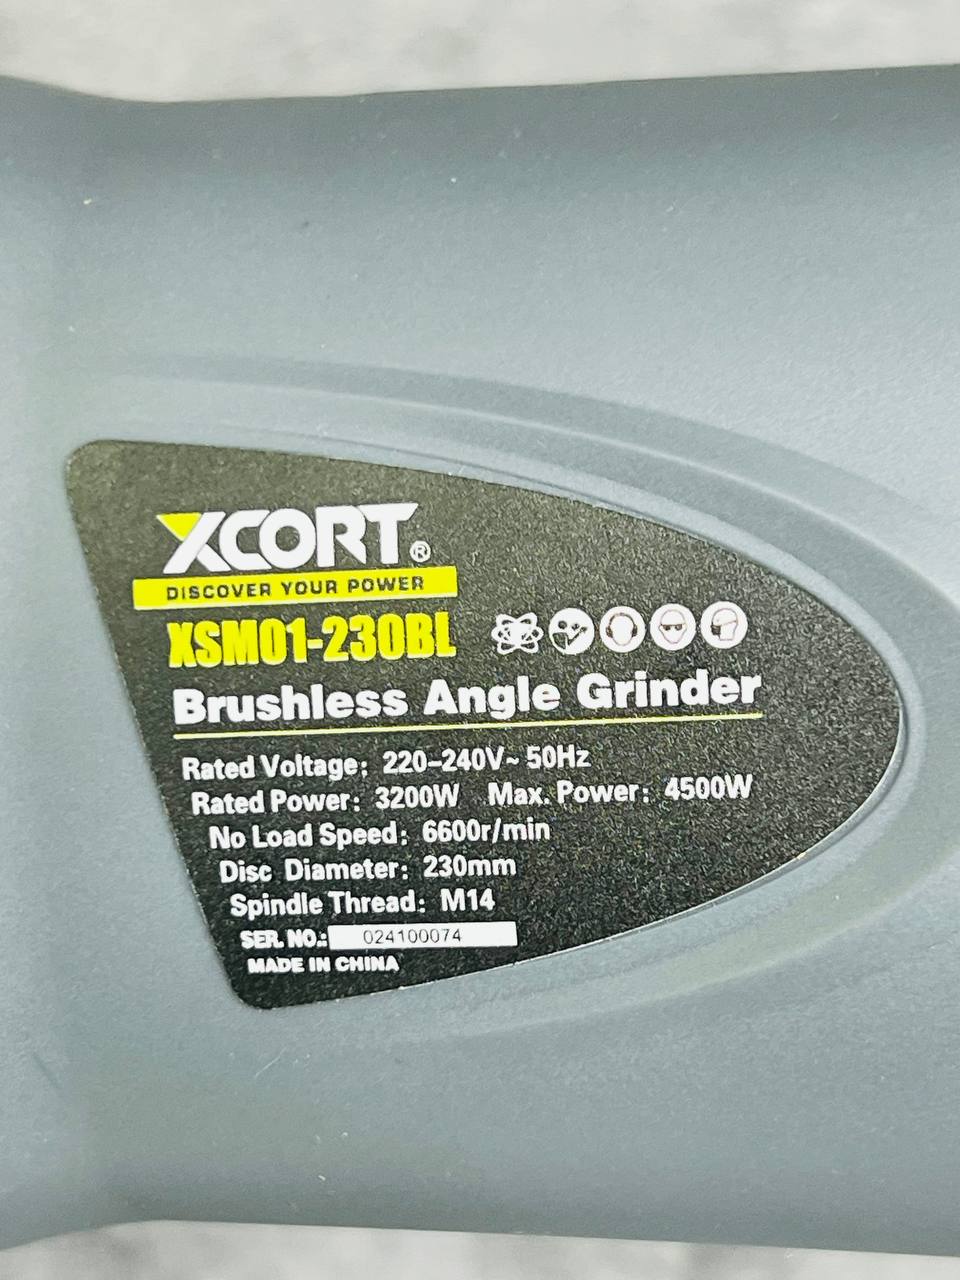 XCORT®
DISCOVER YOUR POWER
XSM01-230BL
Brushless Angle Grinder
Rated Voltage: 220-240V~ 50Hz
Rated Power: 3200W Max. Power: 4500W
No Load Speed: 6600r/min
Disc Diameter: 230mm
Spindle Thread: M14
SER. NO.: 024100074
MADE IN CHINA